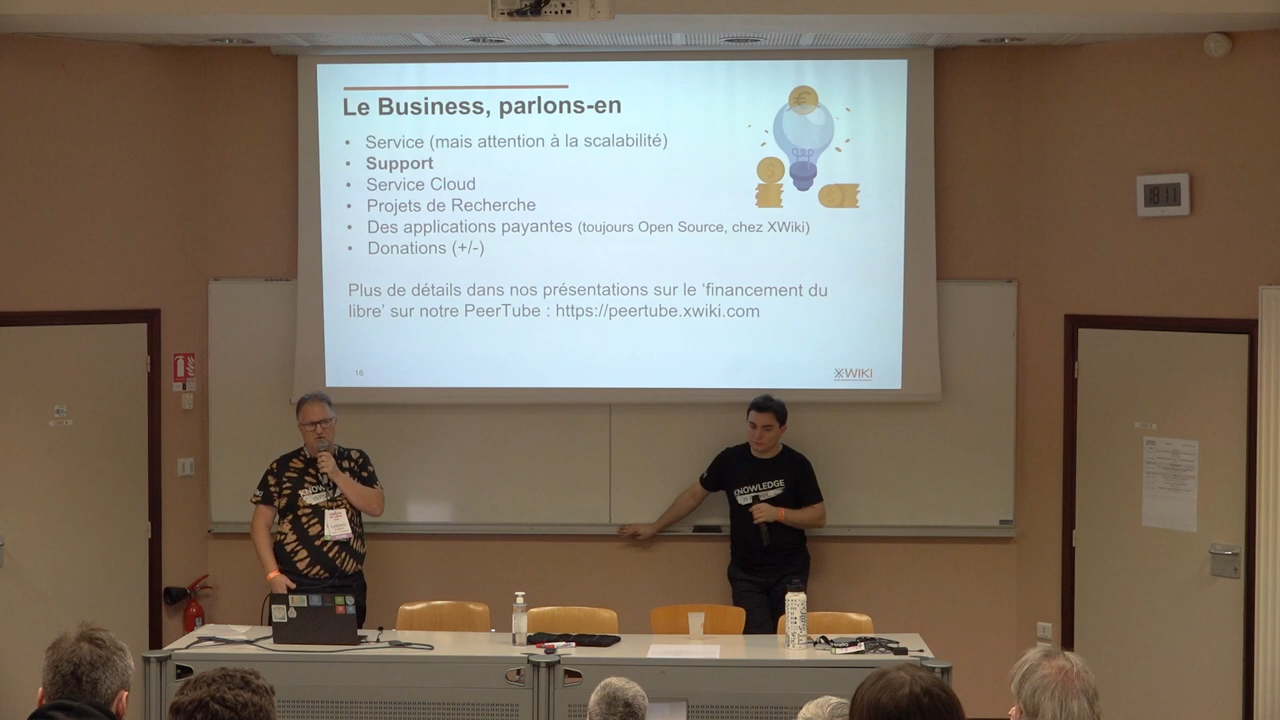 Le Business, parlons-en
• Service (mais attention à la scalabilité)
• Support
• Service Cloud
• Projets de Recherche
• Des applications payantes (toujours Open Source, chez XWiki)
• Donations (+/-)
Plus de détails dans nos présentations sur le ‘financement du
libre’ sur notre PeerTube : https://peertube.xwiki.com
18
XWIKI
18:11
KNOWLEDGE